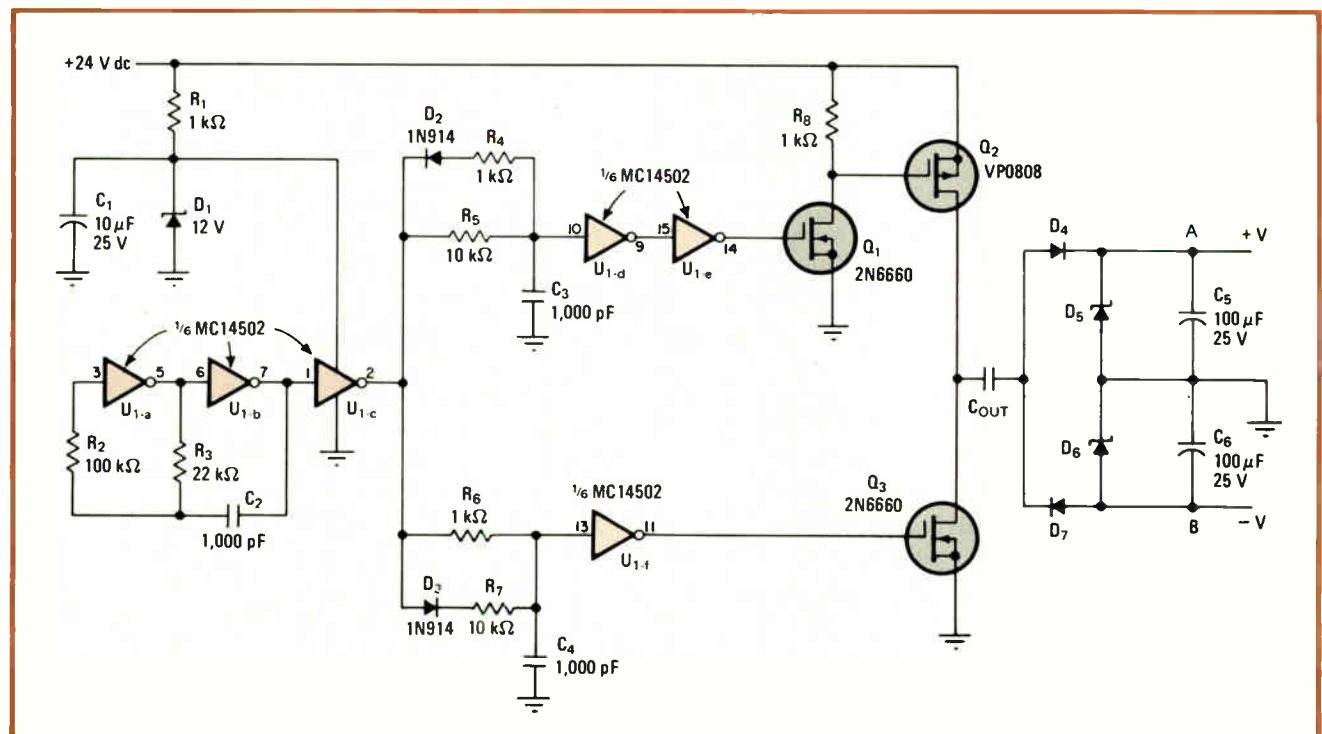 +24 V dc
R1
1 kΩ
C1
10 μF
25 V
D1
12 V
1/6 MC14502
3
5
6
7
1
2
U1-a
U1-b
U1-c
R2
100 kΩ
R3
22 kΩ
C2
1,000 pF
D2
1N914
R4
1 kΩ
R5
10 kΩ
1/6 MC14502
10
9
15
14
U1-d
U1-e
C3
1,000 pF
R8
1 kΩ
Q1
2N6660
Q2
VP0808
R6
1 kΩ
1/6 MC14502
13
11
U1-f
D3
1N914
R7
10 kΩ
C4
1,000 pF
Q3
2N6660
COUT
D4
A
+V
D5
C5
100 μF
25 V
D6
C6
100 μF
25 V
D7
B
−V